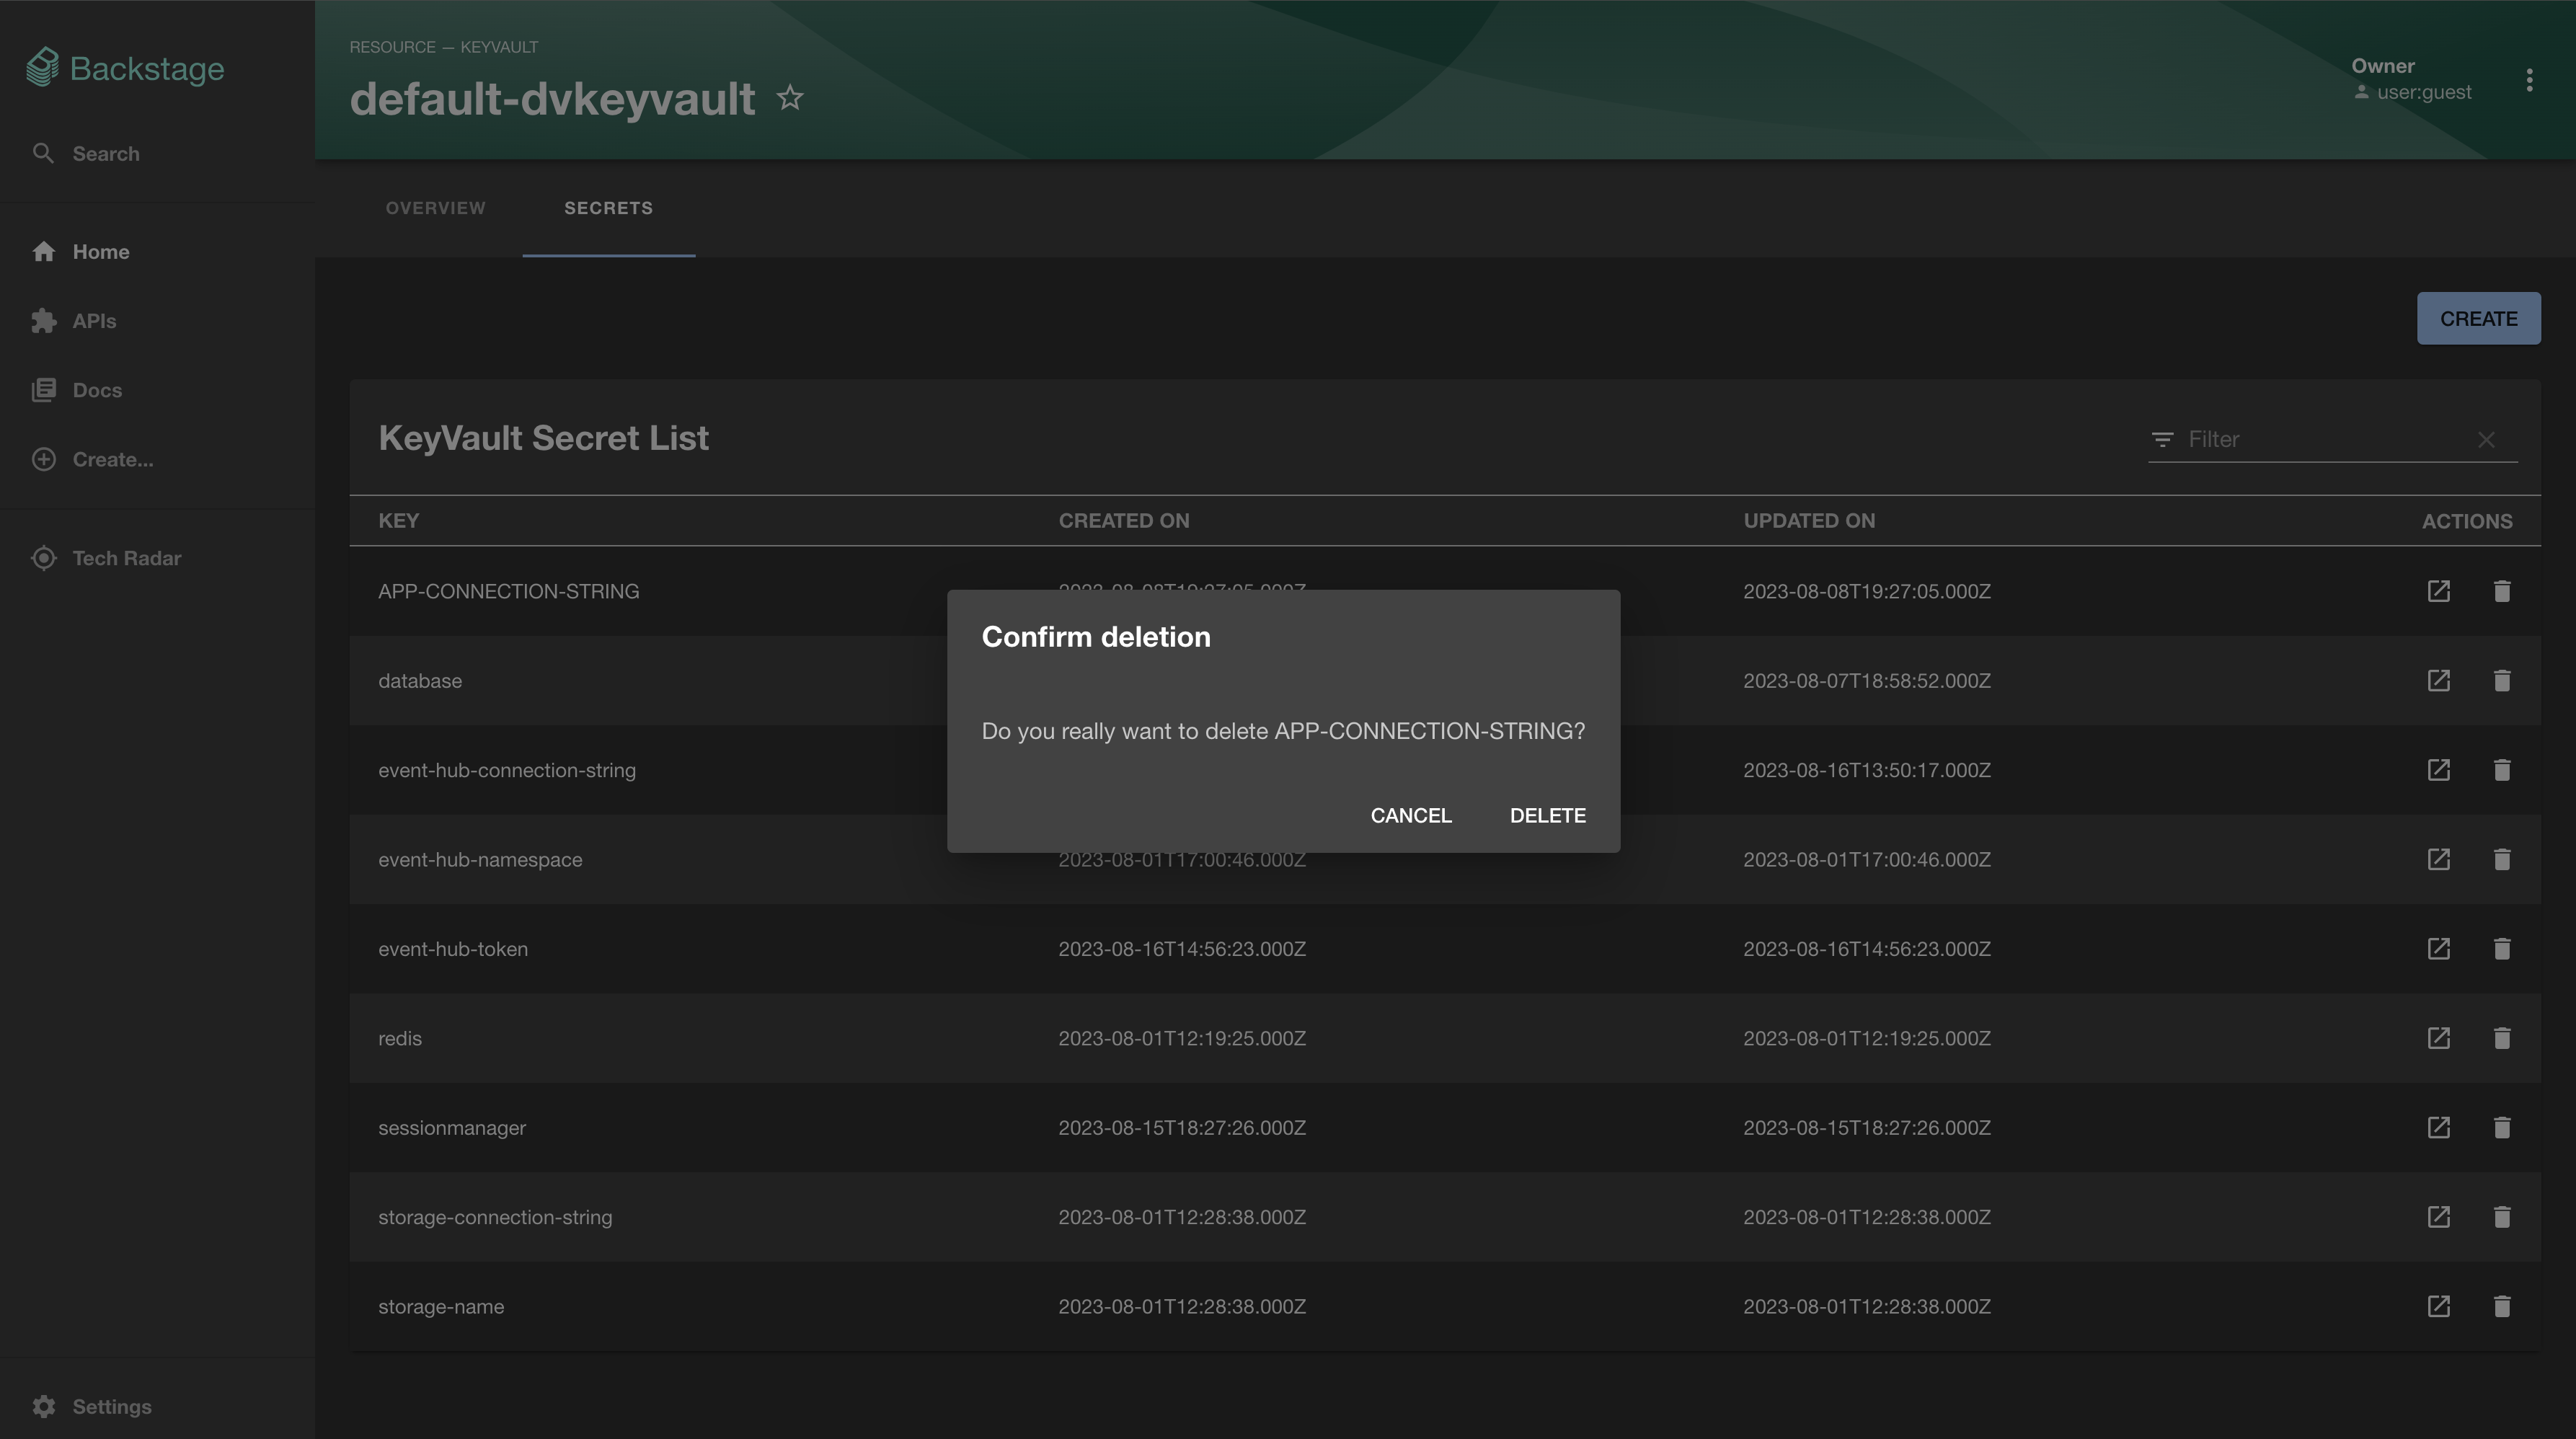 Backstage
Search
Home
APIs
Docs
Create...
Tech Radar
Settings
RESOURCE — KEYVAULT
default-dvkeyvault
Owner
user:guest
OVERVIEW SECRETS
CREATE
KeyVault Secret List
Filter
KEY CREATED ON UPDATED ON ACTIONS
APP-CONNECTION-STRING 2023-08-08T19:27:05.000Z 2023-08-08T19:27:05.000Z
database 2023-08-07T18:58:52.000Z
event-hub-connection-string 2023-08-16T13:50:17.000Z
event-hub-namespace 2023-08-01T17:00:46.000Z 2023-08-01T17:00:46.000Z
event-hub-token 2023-08-16T14:56:23.000Z 2023-08-16T14:56:23.000Z
redis 2023-08-01T12:19:25.000Z 2023-08-01T12:19:25.000Z
sessionmanager 2023-08-15T18:27:26.000Z 2023-08-15T18:27:26.000Z
storage-connection-string 2023-08-01T12:28:38.000Z 2023-08-01T12:28:38.000Z
storage-name 2023-08-01T12:28:38.000Z 2023-08-01T12:28:38.000Z
Confirm deletion
Do you really want to delete APP-CONNECTION-STRING?
CANCEL DELETE